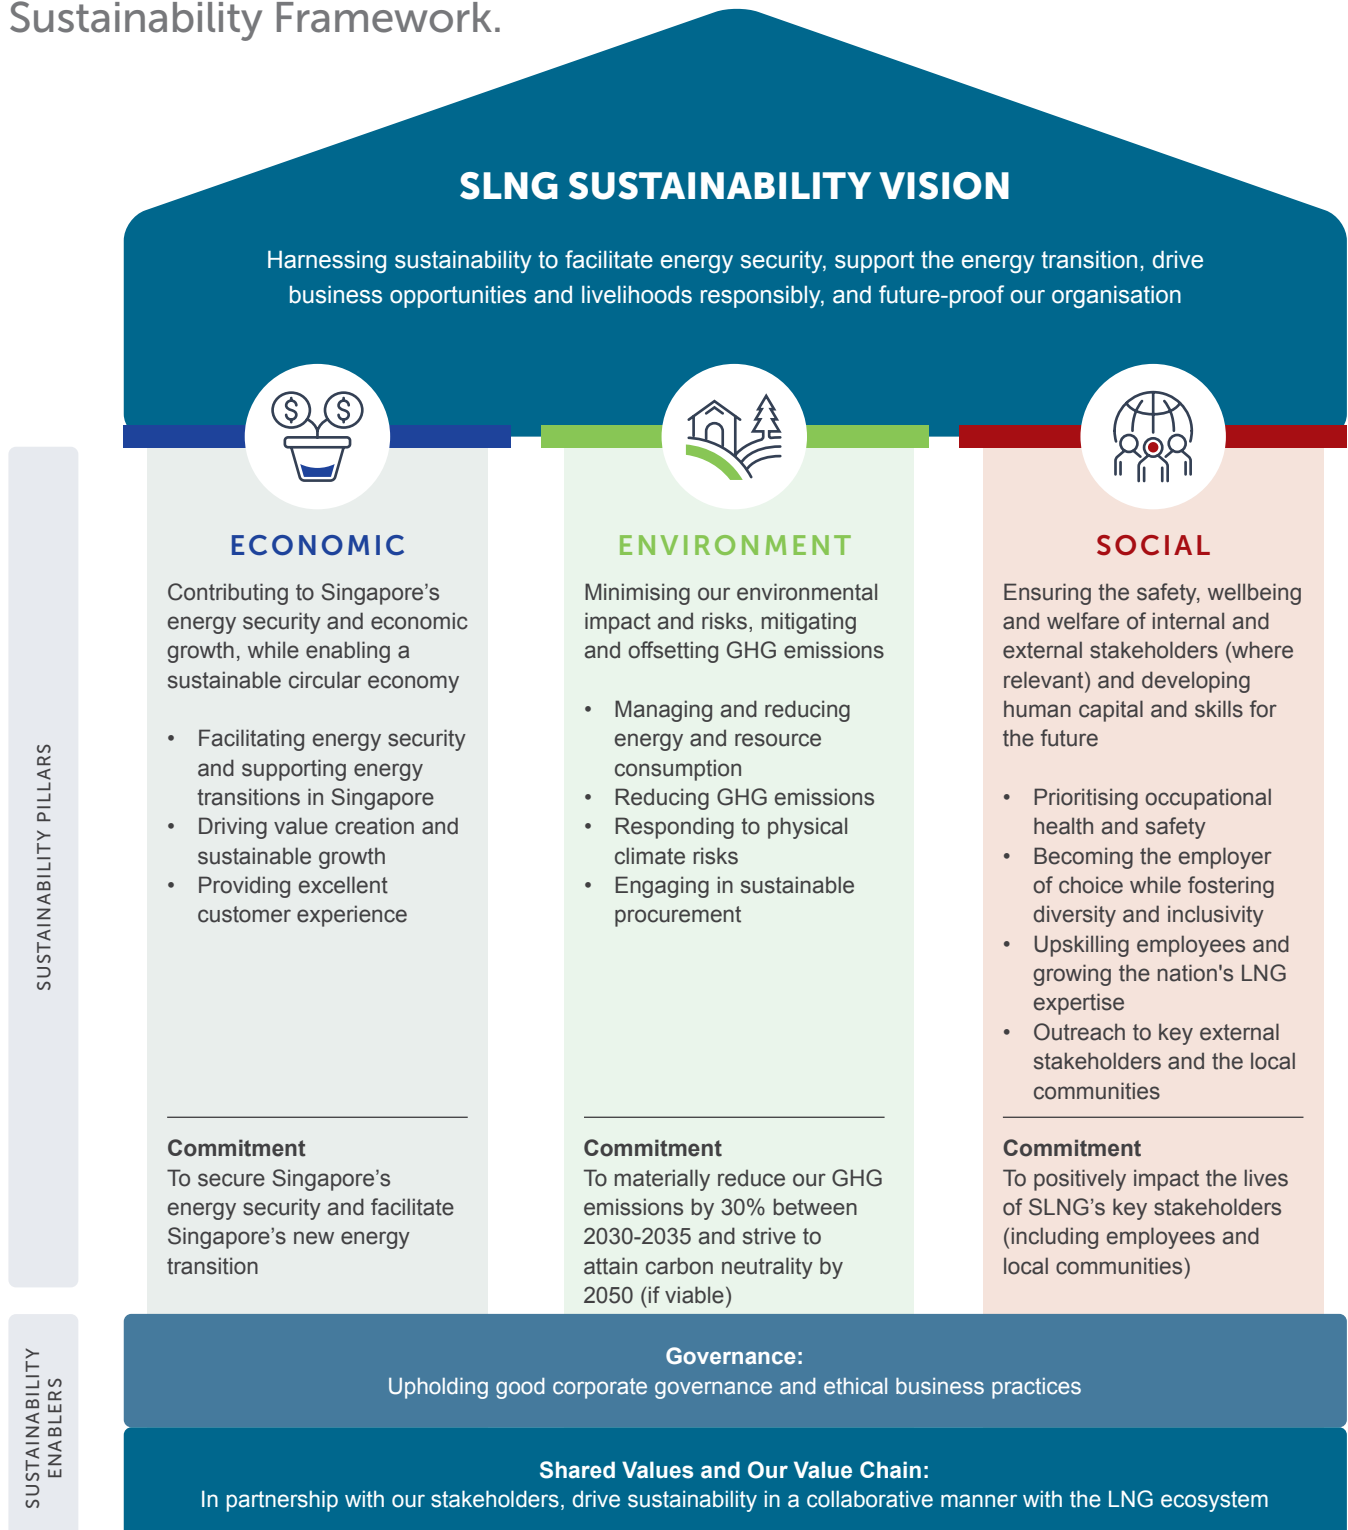 Sustainability Framework.
SLNG SUSTAINABILITY VISION
Harnessing sustainability to facilitate energy security, support the energy transition, drive
business opportunities and livelihoods responsibly, and future-proof our organisation
$ $
SUSTAINABILITY PILLARS
ECONOMIC
Contributing to Singapore’s
energy security and economic
growth, while enabling a
sustainable circular economy
• Facilitating energy security
and supporting energy
transitions in Singapore
• Driving value creation and
sustainable growth
• Providing excellent
customer experience
Commitment
To secure Singapore’s
energy security and facilitate
Singapore’s new energy
transition
ENVIRONMENT
Minimising our environmental
impact and risks, mitigating
and offsetting GHG emissions
• Managing and reducing
energy and resource
consumption
• Reducing GHG emissions
• Responding to physical
climate risks
• Engaging in sustainable
procurement
Commitment
To materially reduce our GHG
emissions by 30% between
2030-2035 and strive to
attain carbon neutrality by
2050 (if viable)
SOCIAL
Ensuring the safety, wellbeing
and welfare of internal and
external stakeholders (where
relevant) and developing
human capital and skills for
the future
• Prioritising occupational
health and safety
• Becoming the employer
of choice while fostering
diversity and inclusivity
• Upskilling employees and
growing the nation's LNG
expertise
• Outreach to key external
stakeholders and the local
communities
Commitment
To positively impact the lives
of SLNG’s key stakeholders
(including employees and
local communities)
SUSTAINABILITY
ENABLERS
Governance:
Upholding good corporate governance and ethical business practices
Shared Values and Our Value Chain:
In partnership with our stakeholders, drive sustainability in a collaborative manner with the LNG ecosystem